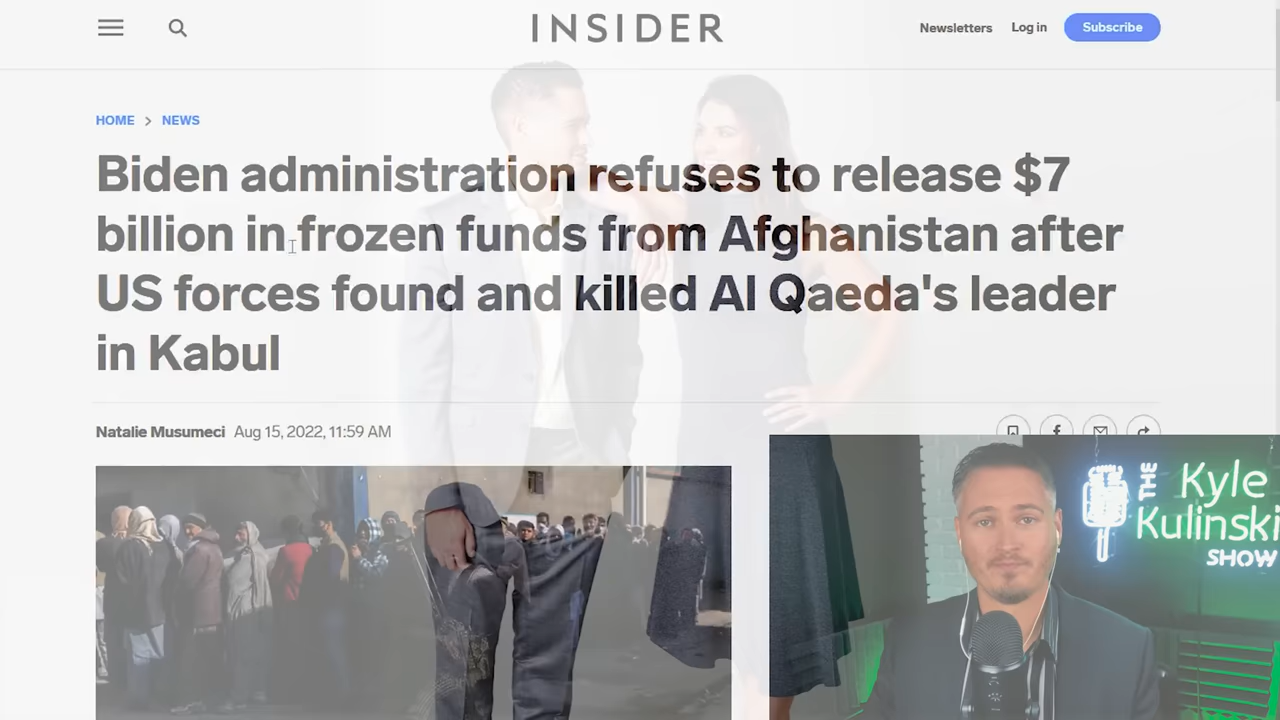 INSIDER
Newsletters Log in Subscribe
HOME > NEWS
Biden administration refuses to release $7
billion in frozen funds from Afghanistan after
US forces found and killed Al Qaeda's leader
in Kabul
Natalie Musumeci Aug 15, 2022, 11:59 AM
THE
Kyle
Kulinski
SHOW